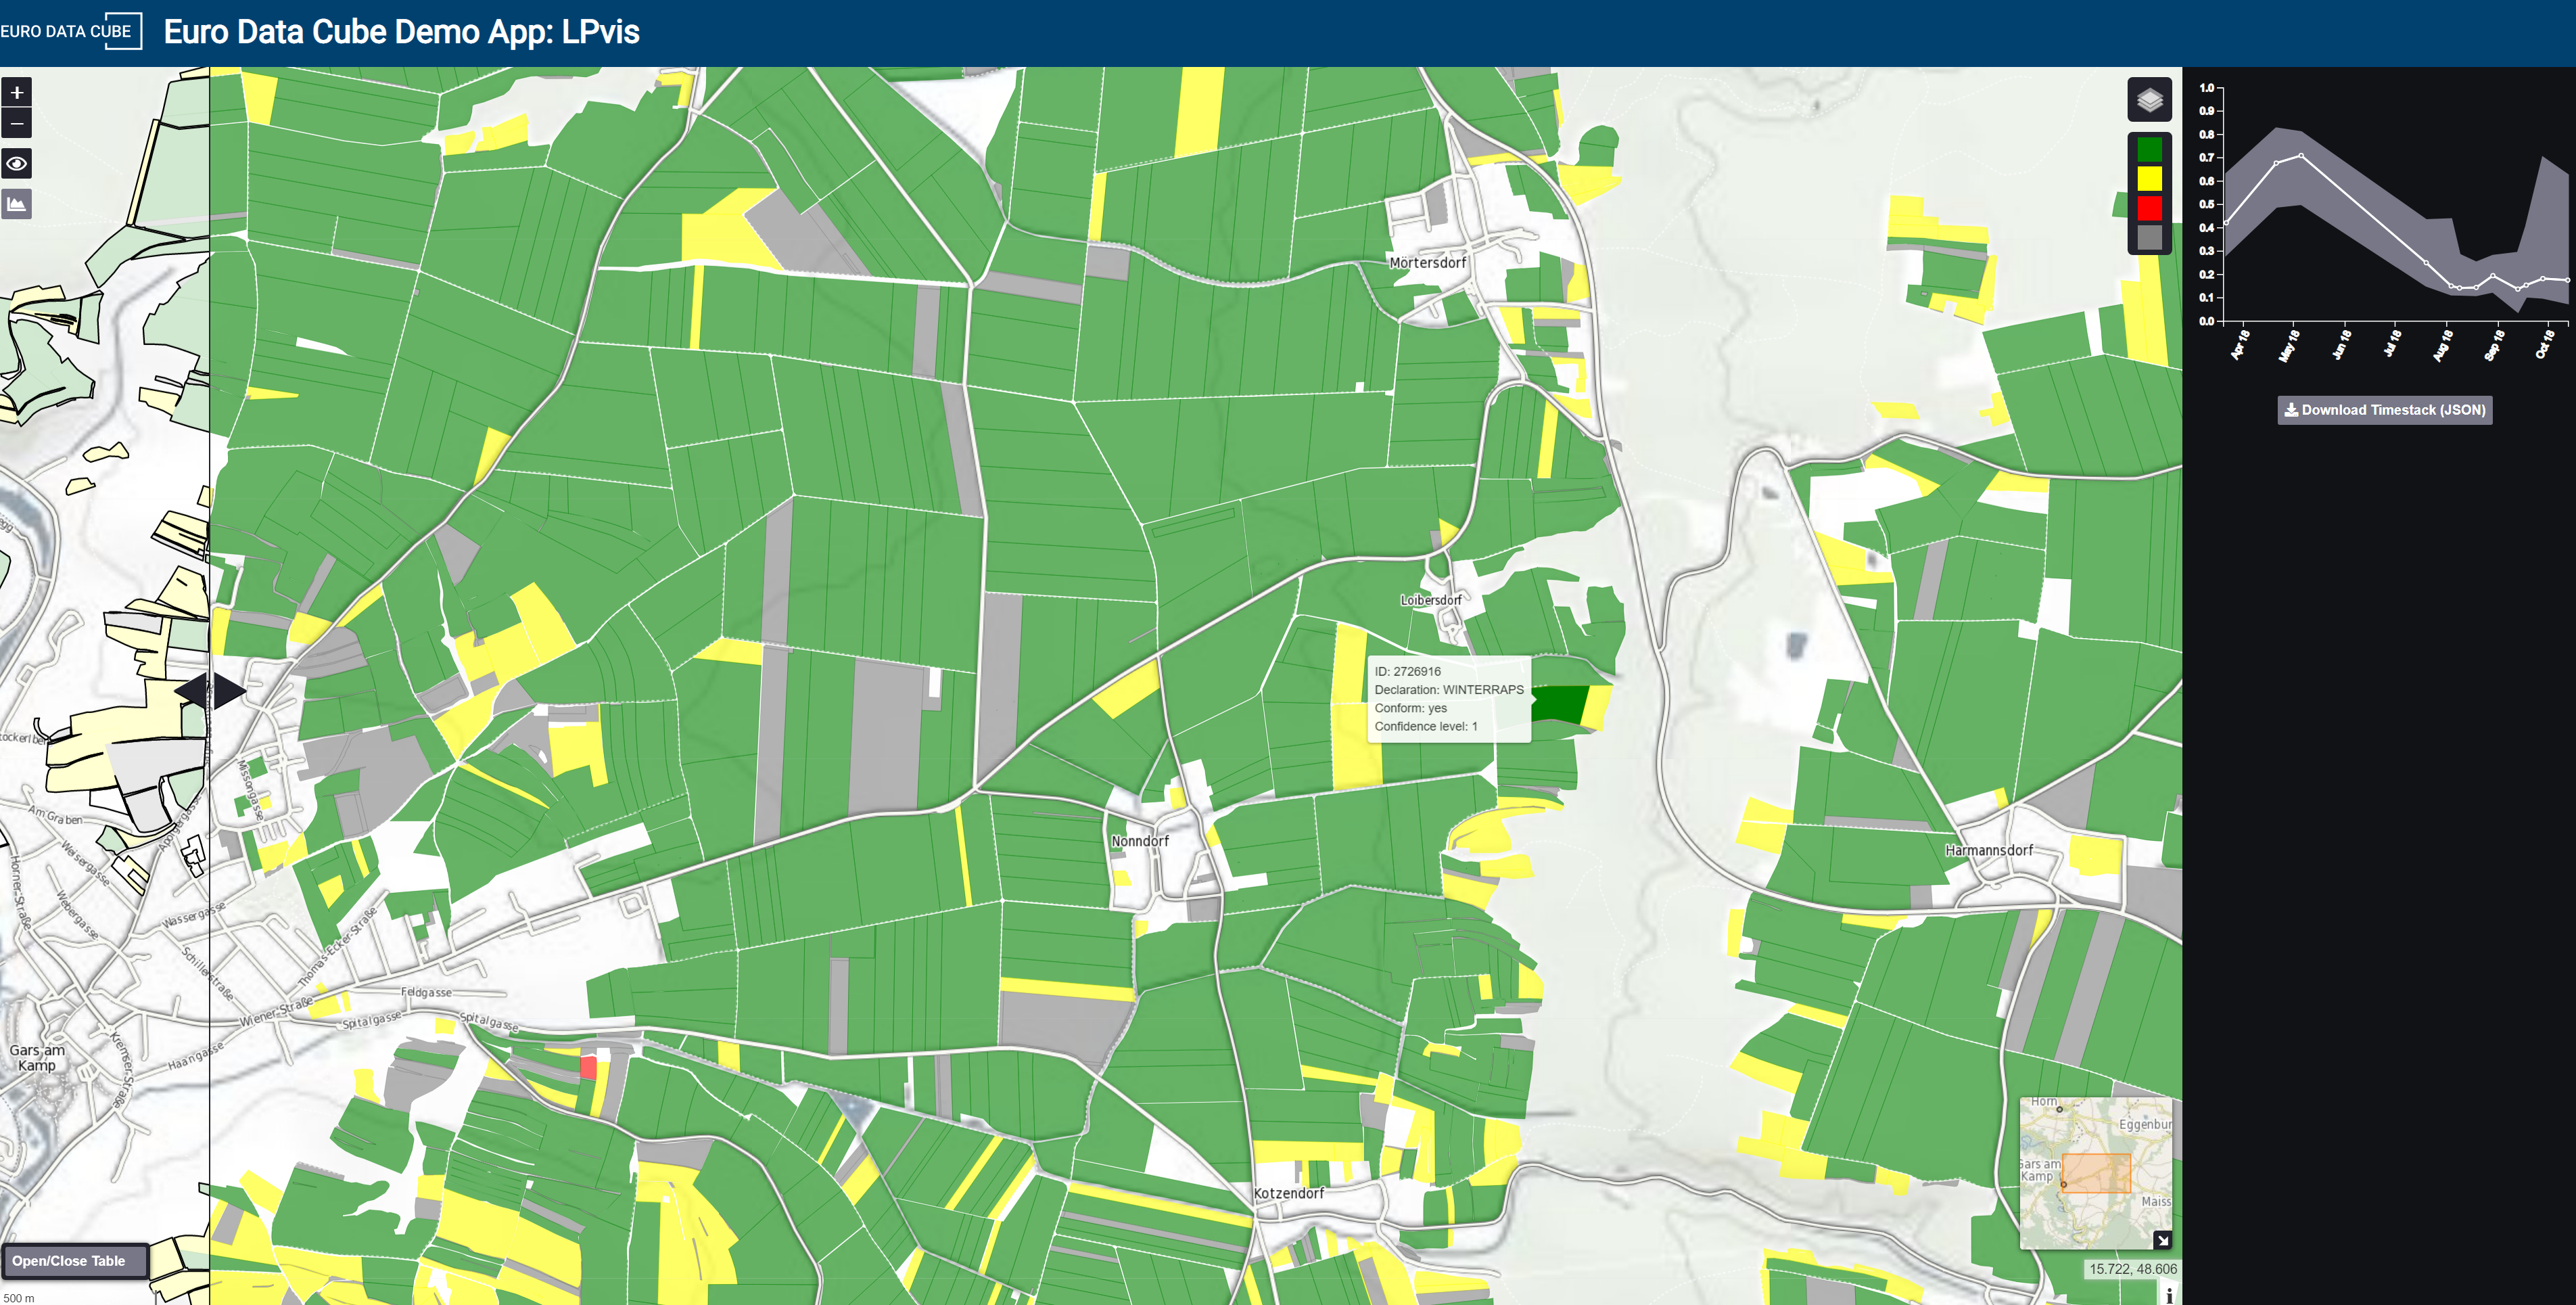 EURO DATA CUBE
Euro Data Cube Demo App: LPvis
+
−
Mörtersdorf
Loibersdorf
ID: 2726916
Declaration: WINTERRAPS
Conform: yes
Confidence level: 1
Missongasse
Am Graben
Weisergasse
Apoigergasse
Nonndorf
Harmannsdorf
Horner Straße
Webergasse
Wassergasse
Schillerstraße
Thomas-Ecker-Straße
Feldgasse
Wiener Straße
Spitalgasse
Spitalgasse
Haangasse
Kremser Straße
Gars am
Kamp
Kotzendorf
Horn
Eggenbur
Gars am
Kamp
Maiss
Open/Close Table
15.722, 48.606
500 m
i
1.0
0.9
0.8
0.7
0.6
0.5
0.4
0.3
0.2
0.1
0.0
Apr 18
May 18
Jun 18
Jul 18
Aug 18
Sep 18
Oct 18
Download Timestack (JSON)